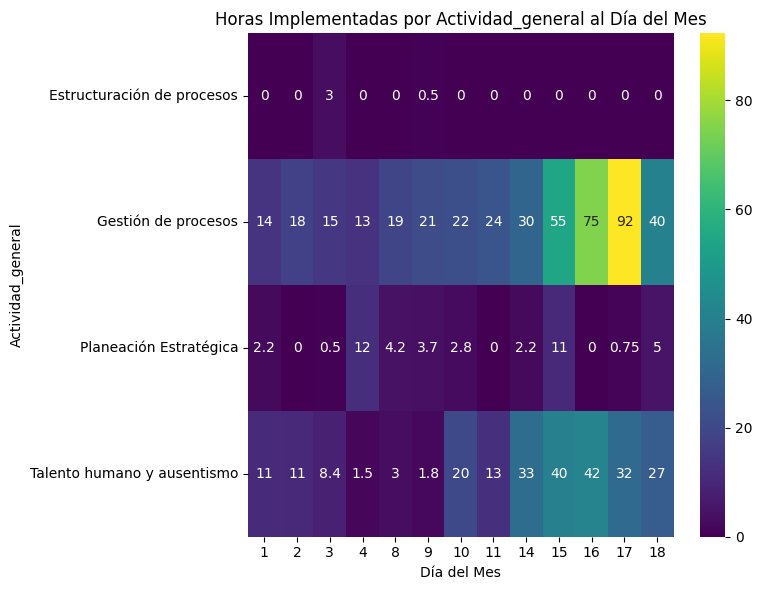 Horas Implementadas por Actividad_general al Día del Mes
Estructuración de procesos 0 0 3 0 0 0.5 0 0 0 0 0 0 0
Gestión de procesos 14 18 15 13 19 21 22 24 30 55 75 92 40
Planeación Estratégica 2.2 0 0.5 12 4.2 3.7 2.8 0 2.2 11 0 0.75 5
Talento humano y ausentismo 11 11 8.4 1.5 3 1.8 20 13 33 40 42 32 27
1 2 3 4 8 9 10 11 14 15 16 17 18
Día del Mes
Actividad_general
80
60
40
20
0